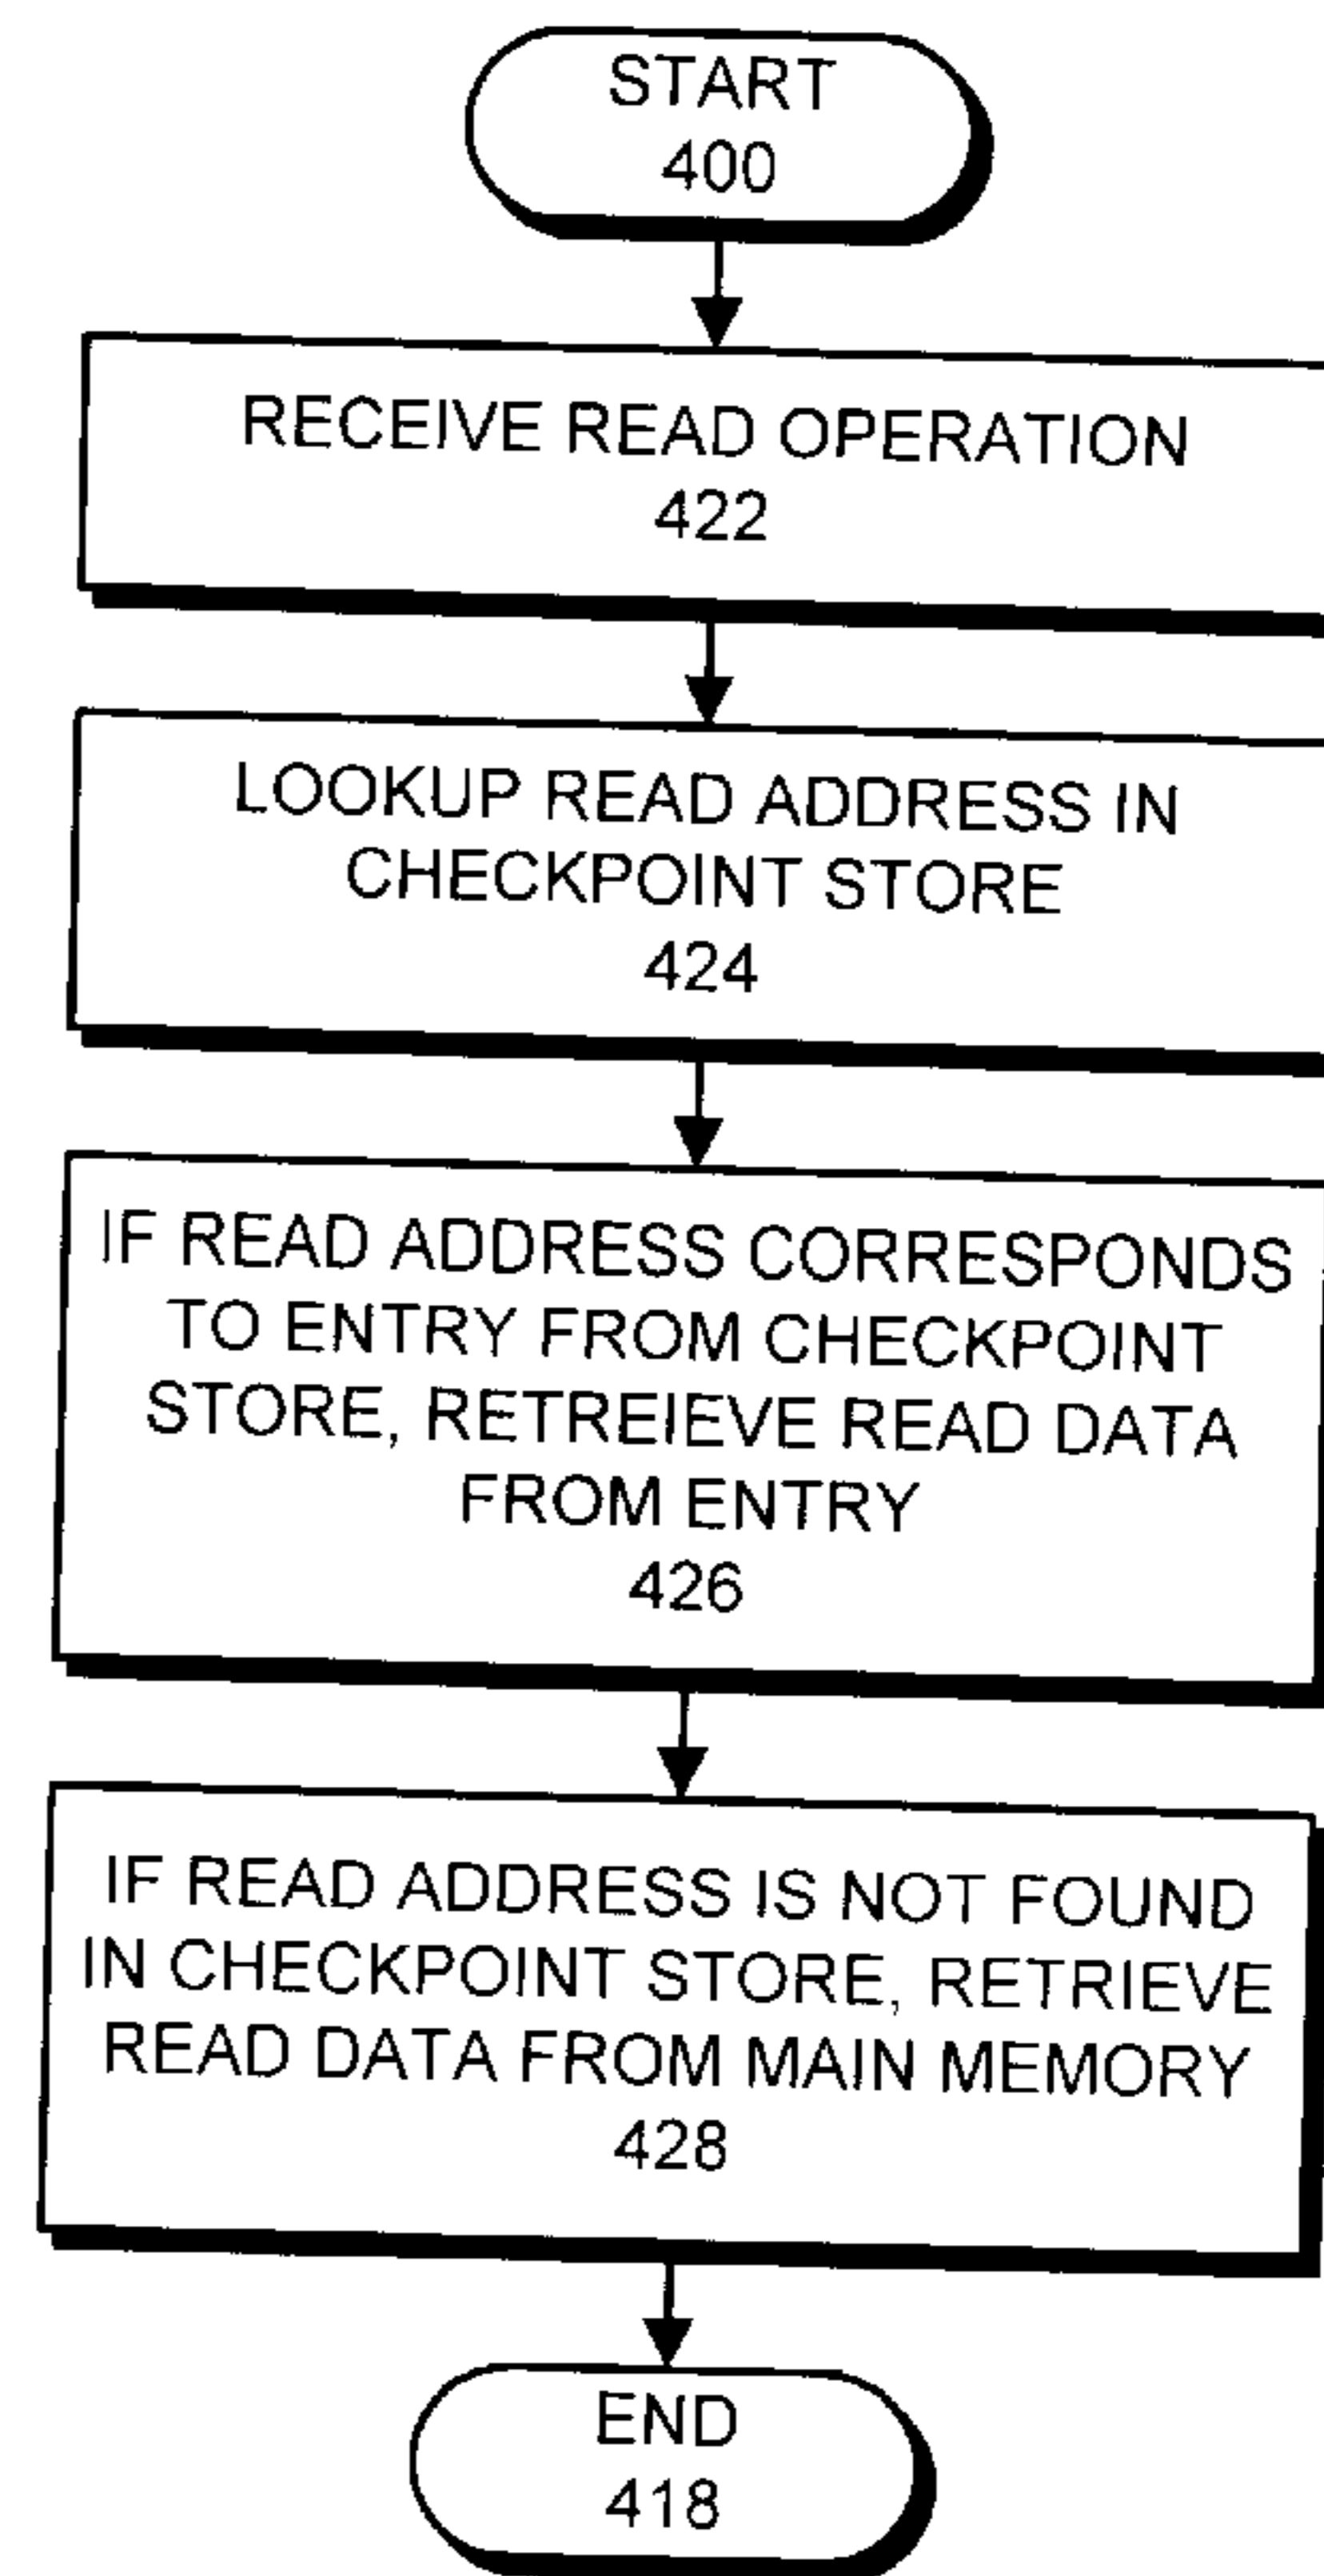 START
400
RECEIVE READ OPERATION
422
LOOKUP READ ADDRESS IN
CHECKPOINT STORE
424
IF READ ADDRESS CORRESPONDS
TO ENTRY FROM CHECKPOINT
STORE, RETREIEVE READ DATA
FROM ENTRY
426
IF READ ADDRESS IS NOT FOUND
IN CHECKPOINT STORE, RETRIEVE
READ DATA FROM MAIN MEMORY
428
END
418